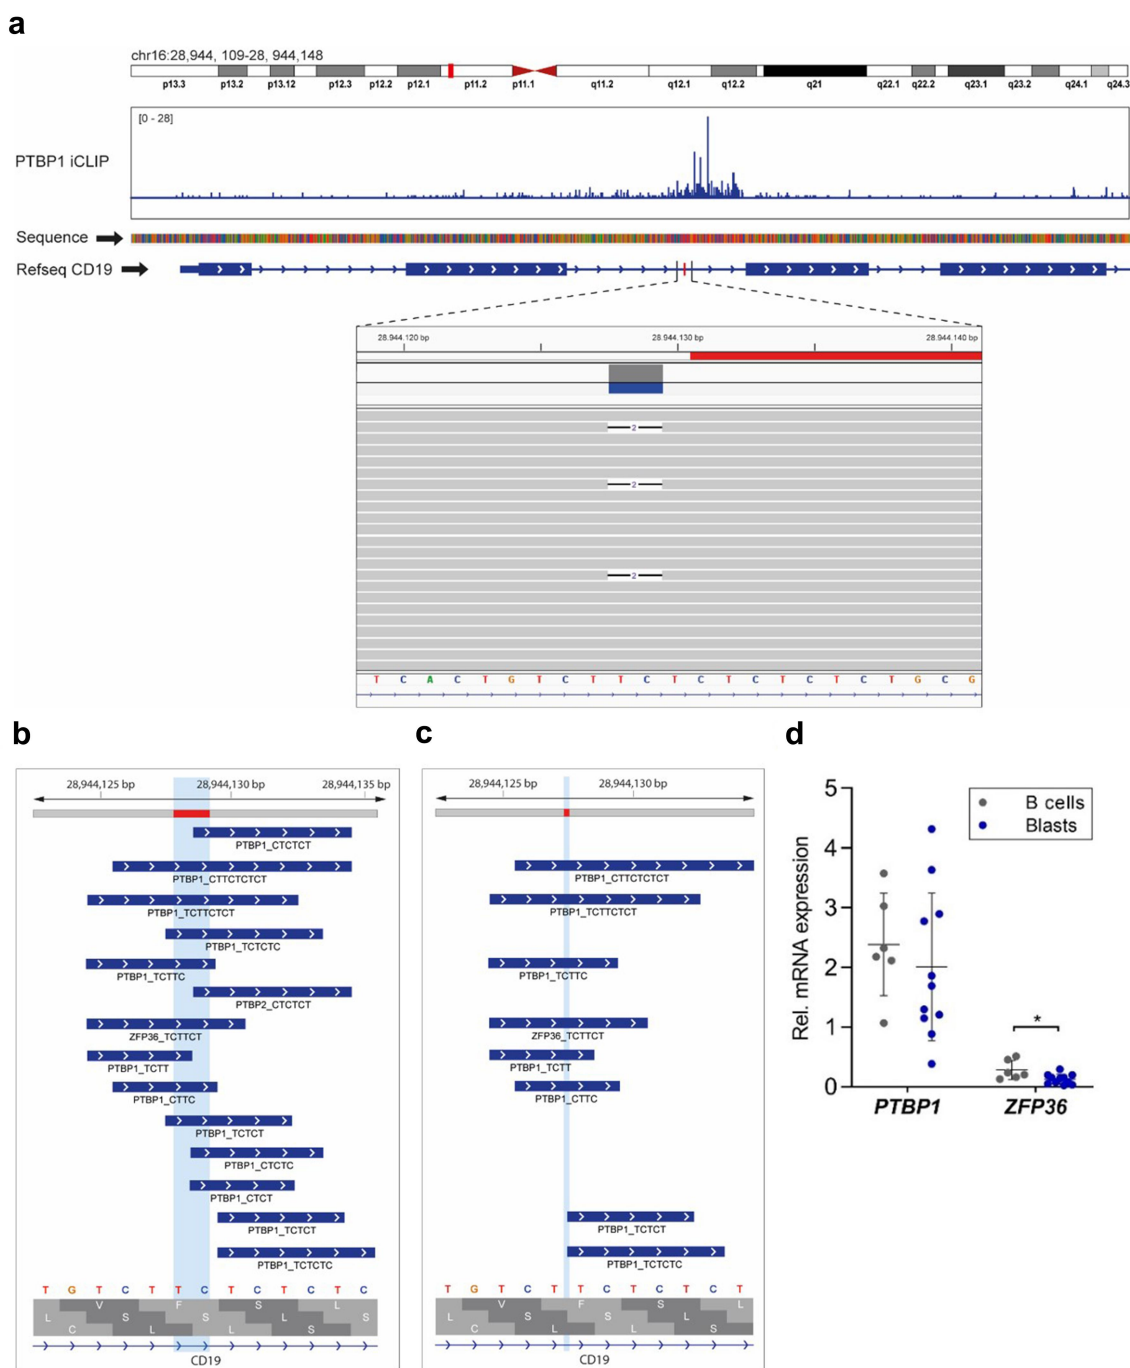 a
chr16:28,944, 109-28, 944,148
p13.3 p13.2 p13.12 p12.3 p12.2 p12.1 p11.2 p11.1 q11.2 q12.1 q12.2 q21 q22.1 q22.2 q23.1 q23.2 q24.1 q24.3
[0 - 28]
PTBP1 iCLIP
Sequence
Refseq CD19
28.944.120 bp 28.944.130 bp 28.944.140 bp
2
2
2
T C A C T G T C T T C T C T C T C T C T G C G
b
28,944,125 bp 28,944,130 bp 28,944,135 bp
PTBP1_CTCTCT
PTBP1_CTTCTCTCT
PTBP1_TCTTCTCT
PTBP1_TCTCTC
PTBP1_TCTTC
PTBP2_CTCTCT
ZFP36_TCTTCT
PTBP1_TCTT
PTBP1_CTTC
PTBP1_TCTCT
PTBP1_CTCTC
PTBP1_CTCT
PTBP1_TCTCT
PTBP1_TCTCTC
T G T C T T C T C T C T C
V F S L
L S S L S
C L L S
CD19
c
28,944,125 bp 28,944,130 bp
PTBP1_CTTCTCTCT
PTBP1_TCTTCTCT
PTBP1_TCTTC
ZFP36_TCTTCT
PTBP1_TCTT
PTBP1_CTTC
PTBP1_TCTCT
PTBP1_TCTCTC
T G T C T T C T C T C T
V F S L
L S S L
C L L S
CD19
d
B cells
Blasts
Rel. mRNA expression
5
4
3
2
1
0
*
PTBP1 ZFP36